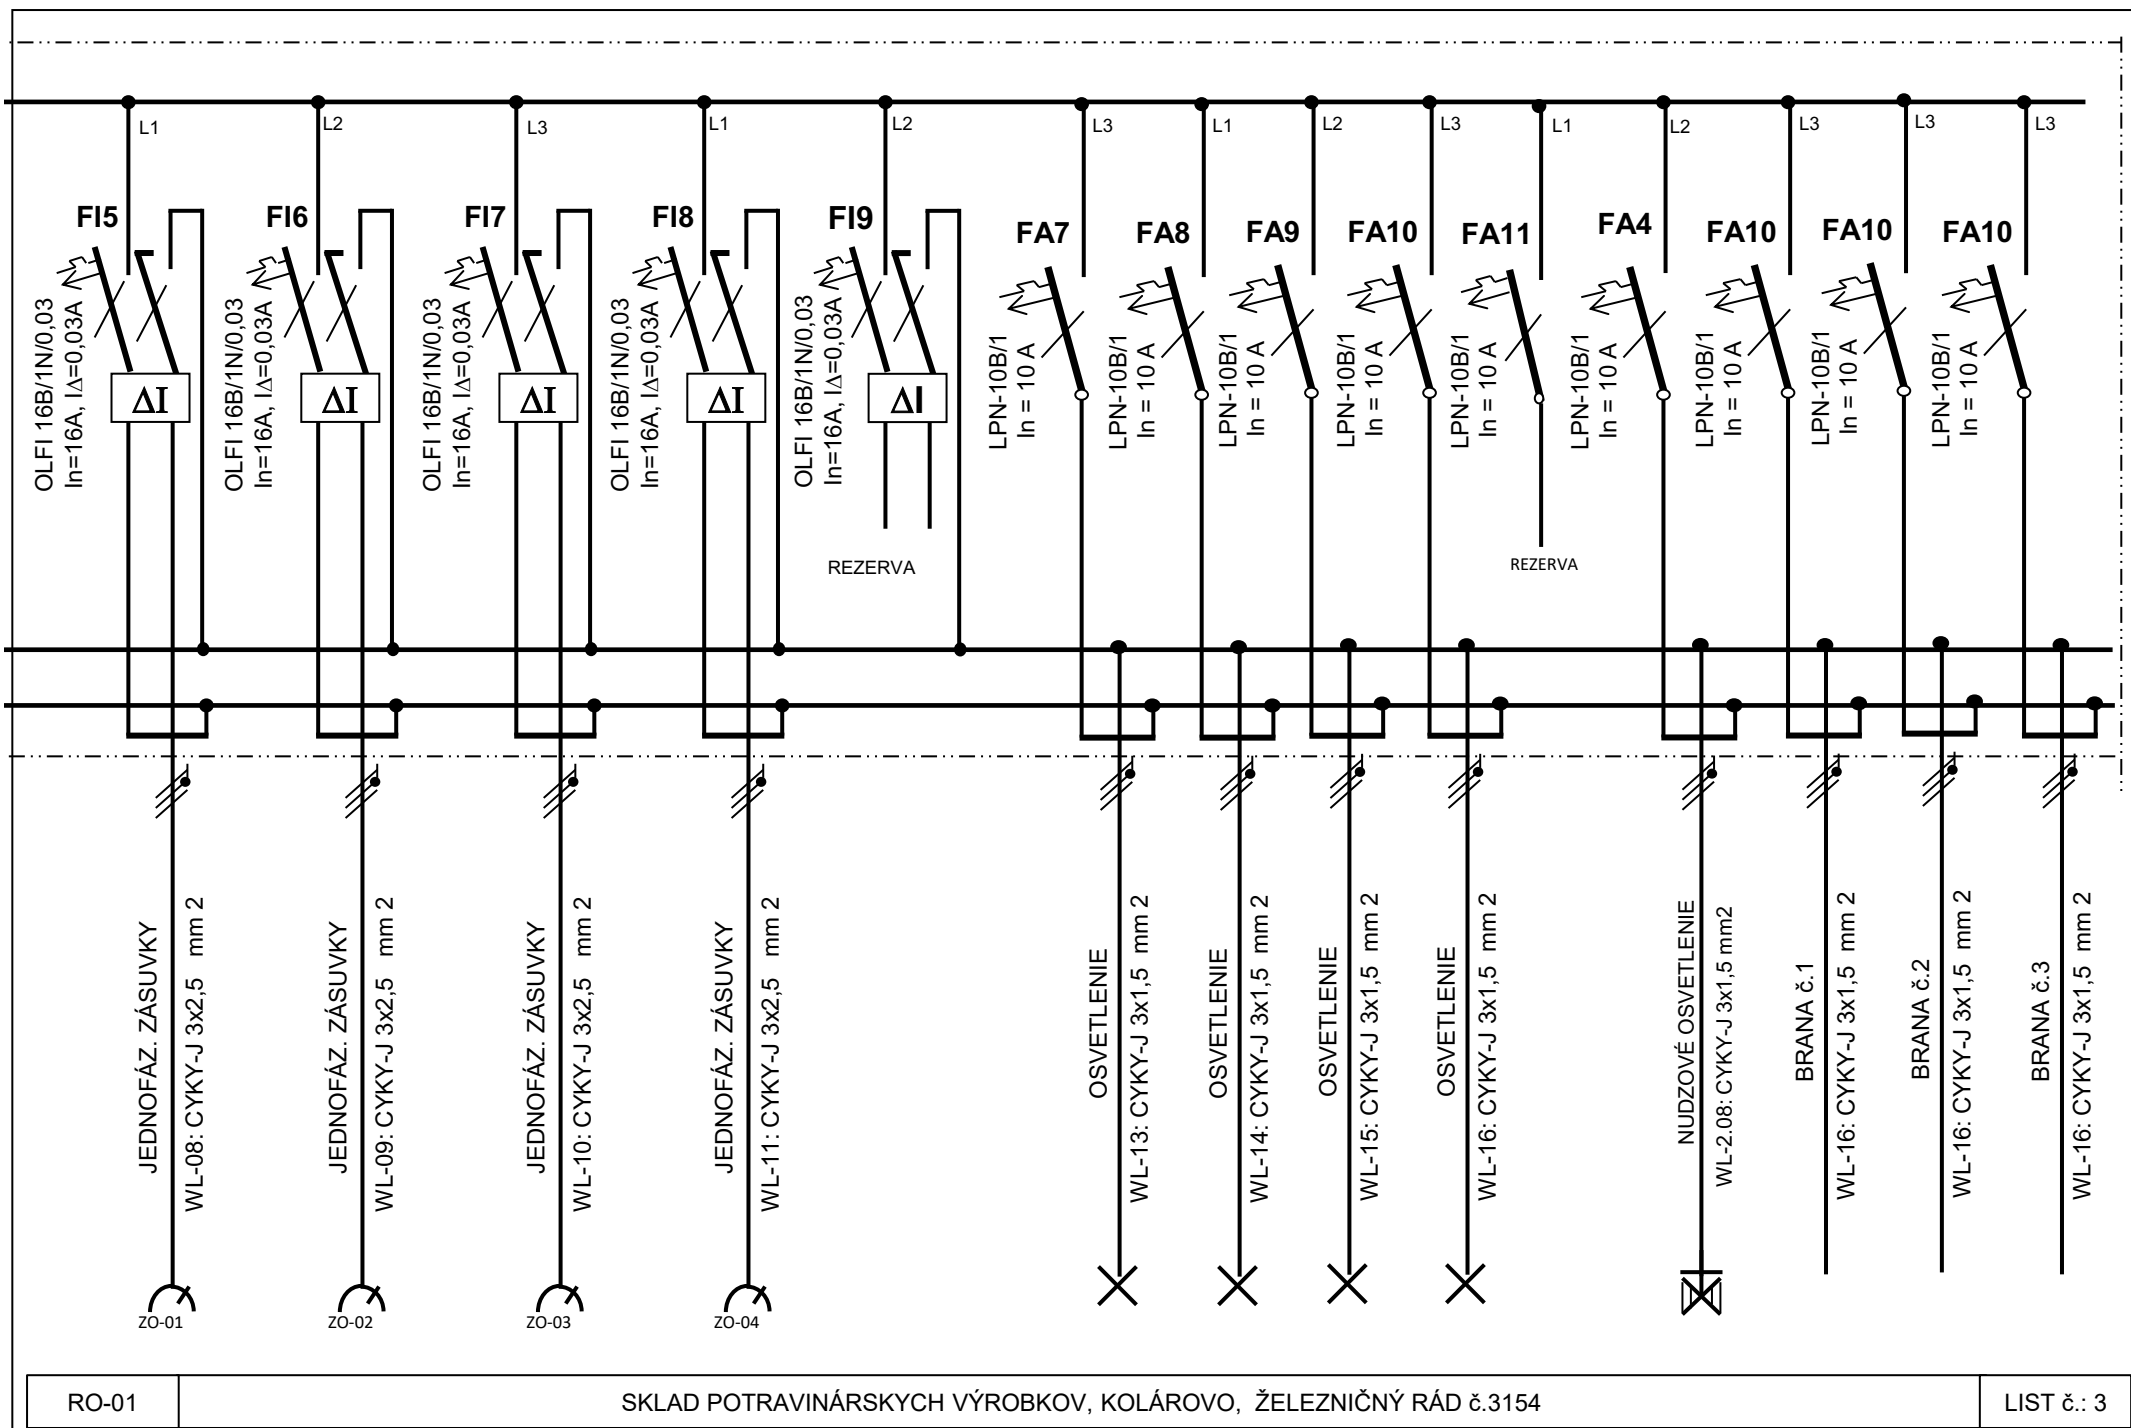 L1
L2
L3
L1
L2
L3
L1
L2
L3
L1
L2
L3
L3
L3
FI5
FI6
FI7
FI8
FI9
FA7
FA8
FA9
FA10
FA11
FA4
FA10
FA10
FA10
OLFI 16B/1N/0,03
In=16A, I∆=0,03A
OLFI 16B/1N/0,03
In=16A, I∆=0,03A
OLFI 16B/1N/0,03
In=16A, I∆=0,03A
OLFI 16B/1N/0,03
In=16A, I∆=0,03A
OLFI 16B/1N/0,03
In=16A, I∆=0,03A
LPN-10B/1
In = 10 A
LPN-10B/1
In = 10 A
LPN-10B/1
In = 10 A
LPN-10B/1
In = 10 A
LPN-10B/1
In = 10 A
LPN-10B/1
In = 10 A
LPN-10B/1
In = 10 A
LPN-10B/1
In = 10 A
LPN-10B/1
In = 10 A
ΔI
ΔI
ΔI
ΔI
ΔI
REZERVA
REZERVA
JEDNOFÁZ. ZÁSUVKY
WL-08: CYKY-J 3x2,5 mm 2
JEDNOFÁZ. ZÁSUVKY
WL-09: CYKY-J 3x2,5 mm 2
JEDNOFÁZ. ZÁSUVKY
WL-10: CYKY-J 3x2,5 mm 2
JEDNOFÁZ. ZÁSUVKY
WL-11: CYKY-J 3x2,5 mm 2
OSVETLENIE
WL-13: CYKY-J 3x1,5 mm 2
OSVETLENIE
WL-14: CYKY-J 3x1,5 mm 2
OSVETLENIE
WL-15: CYKY-J 3x1,5 mm 2
OSVETLENIE
WL-16: CYKY-J 3x1,5 mm 2
NUDZOVÉ OSVETLENIE
WL-2.08: CYKY-J 3x1,5 mm2
BRANA č.1
WL-16: CYKY-J 3x1,5 mm 2
BRANA č.2
WL-16: CYKY-J 3x1,5 mm 2
BRANA č.3
WL-16: CYKY-J 3x1,5 mm 2
ZO-01
ZO-02
ZO-03
ZO-04
RO-01
SKLAD POTRAVINÁRSKYCH VÝROBKOV, KOLÁROVO, ŽELEZNIČNÝ RÁD č.3154
LIST č.: 3